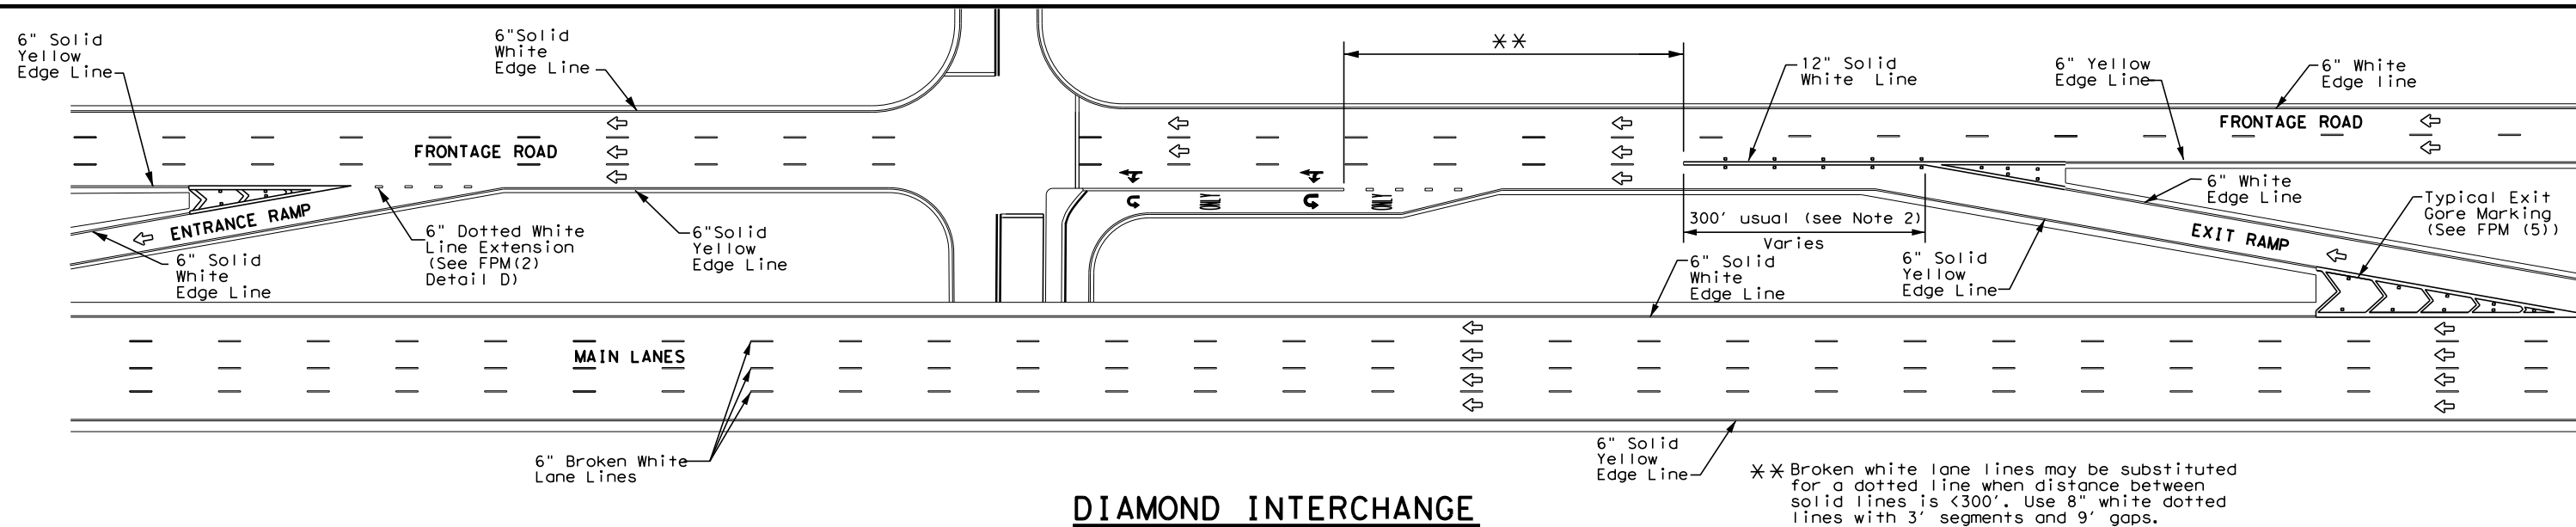 6" Solid
Yellow
Edge Line
6"Solid
White
Edge Line
**
12" Solid
White Line
6" Yellow
Edge Line
6" White
Edge line
FRONTAGE ROAD
FRONTAGE ROAD
ENTRANCE RAMP
6" Solid
White
Edge Line
6" Dotted White
Line Extension
(See FPM(2)
Detail D)
6"Solid
Yellow
Edge Line
ONLY
ONLY
300' usual (see Note 2)
Varies
6" Solid
White
Edge Line
6" Solid
Yellow
Edge Line
6" White
Edge Line
EXIT RAMP
Typical Exit
Gore Marking
(See FPM (5))
MAIN LANES
6" Broken White
Lane Lines
6" Solid
Yellow
Edge Line
** Broken white lane lines may be substituted
for a dotted line when distance between
solid lines is <300'. Use 8" white dotted
lines with 3' segments and 9' gaps.
DIAMOND INTERCHANGE